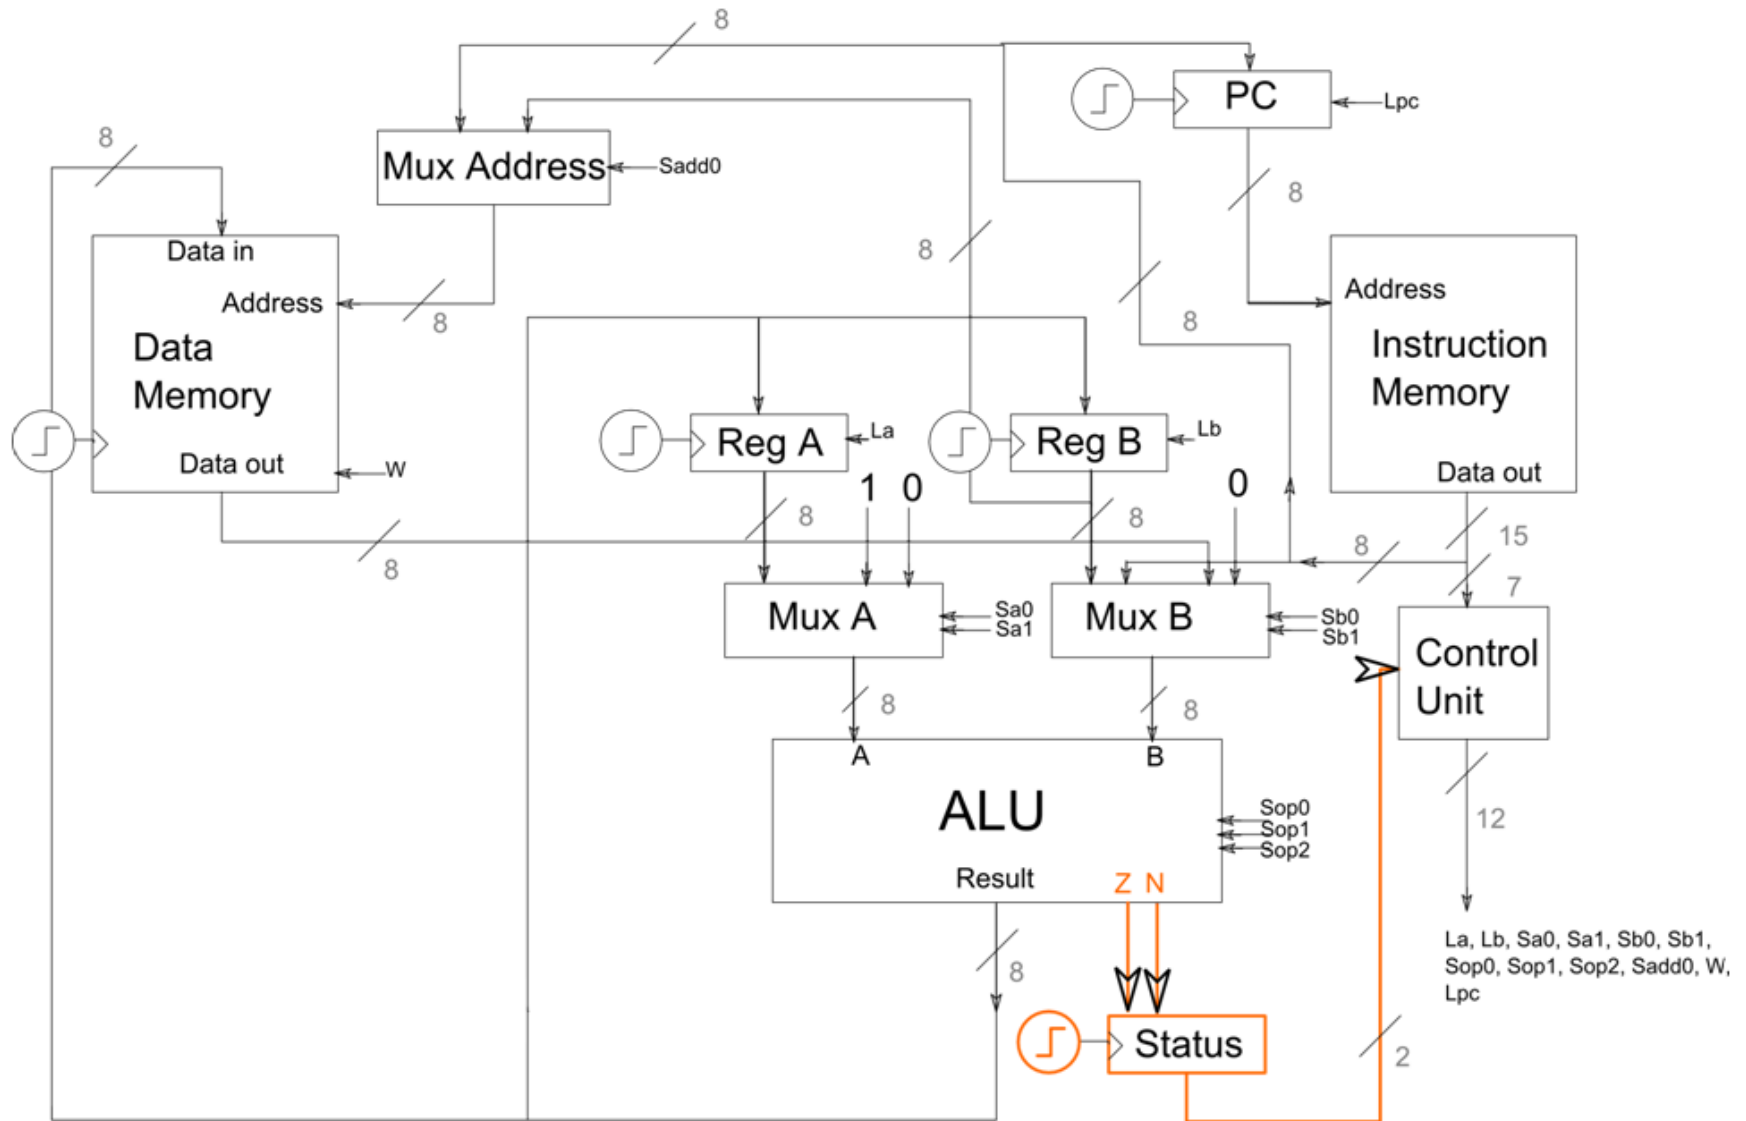 8
PC
Lpc
8
Mux Address
Sadd0
8
8
Data in
Address
8
8
Address
8
Data
Memory
Instruction
Memory
Reg A
La
Reg B
Lb
Data out
W
Data out
1 0
0
8
8
8
8
15
7
Mux A
Sa0
Sa1
Mux B
Sb0
Sb1
Control
Unit
8
8
A
B
ALU
Sop0
Sop1
Sop2
12
Result
Z N
8
La, Lb, Sa0, Sa1, Sb0, Sb1,
Sop0, Sop1, Sop2, Sadd0, W,
Lpc
Status
2